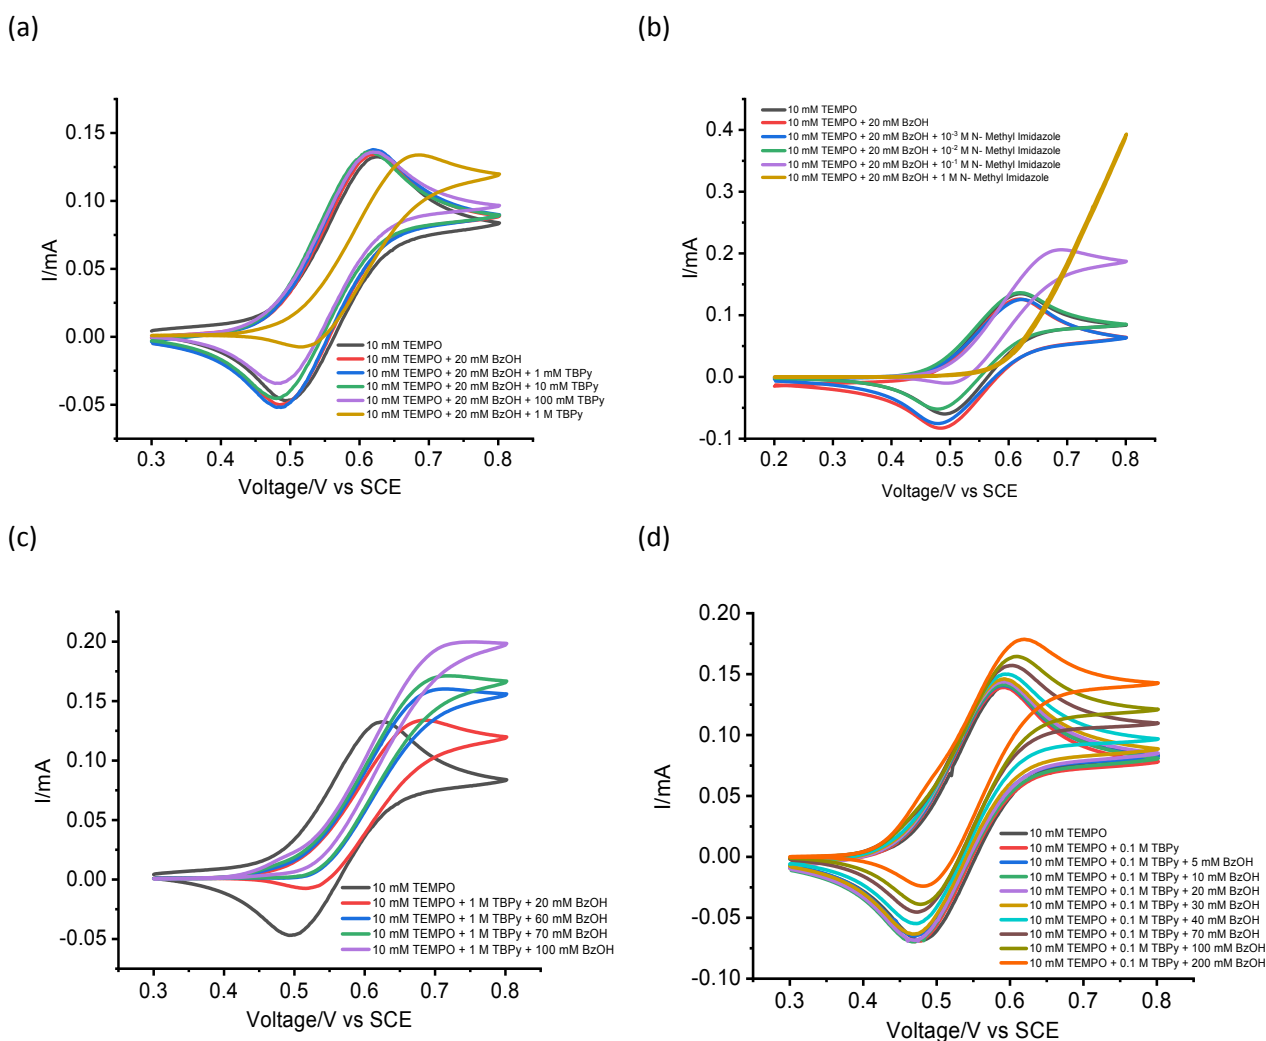 (a)
(b)
0.15
0.10
0.05
0.00
-0.05
I/mA
10 mM TEMPO
10 mM TEMPO + 20 mM BzOH
10 mM TEMPO + 20 mM BzOH + 1 mM TBPy
10 mM TEMPO + 20 mM BzOH + 10 mM TBPy
10 mM TEMPO + 20 mM BzOH + 100 mM TBPy
10 mM TEMPO + 20 mM BzOH + 1 M TBPy
0.3 0.4 0.5 0.6 0.7 0.8
Voltage/V vs SCE
10 mM TEMPO
10 mM TEMPO + 20 mM BzOH
10 mM TEMPO + 20 mM BzOH + 10⁻³ M N- Methyl Imidazole
10 mM TEMPO + 20 mM BzOH + 10⁻² M N- Methyl Imidazole
10 mM TEMPO + 20 mM BzOH + 10⁻¹ M N- Methyl Imidazole
10 mM TEMPO + 20 mM BzOH + 1 M N- Methyl Imidazole
0.4
0.3
0.2
0.1
0.0
-0.1
I/mA
0.2 0.3 0.4 0.5 0.6 0.7 0.8
Voltage/V vs SCE
(c)
(d)
0.20
0.15
0.10
0.05
0.00
-0.05
I/mA
10 mM TEMPO
10 mM TEMPO + 1 M TBPy + 20 mM BzOH
10 mM TEMPO + 1 M TBPy + 60 mM BzOH
10 mM TEMPO + 1 M TBPy + 70 mM BzOH
10 mM TEMPO + 1 M TBPy + 100 mM BzOH
0.3 0.4 0.5 0.6 0.7 0.8
Voltage/V vs SCE
0.20
0.15
0.10
0.05
0.00
-0.05
-0.10
I/mA
10 mM TEMPO
10 mM TEMPO + 0.1 M TBPy
10 mM TEMPO + 0.1 M TBPy + 5 mM BzOH
10 mM TEMPO + 0.1 M TBPy + 10 mM BzOH
10 mM TEMPO + 0.1 M TBPy + 20 mM BzOH
10 mM TEMPO + 0.1 M TBPy + 30 mM BzOH
10 mM TEMPO + 0.1 M TBPy + 40 mM BzOH
10 mM TEMPO + 0.1 M TBPy + 70 mM BzOH
10 mM TEMPO + 0.1 M TBPy + 100 mM BzOH
10 mM TEMPO + 0.1 M TBPy + 200 mM BzOH
0.3 0.4 0.5 0.6 0.7 0.8
Voltage/V vs SCE